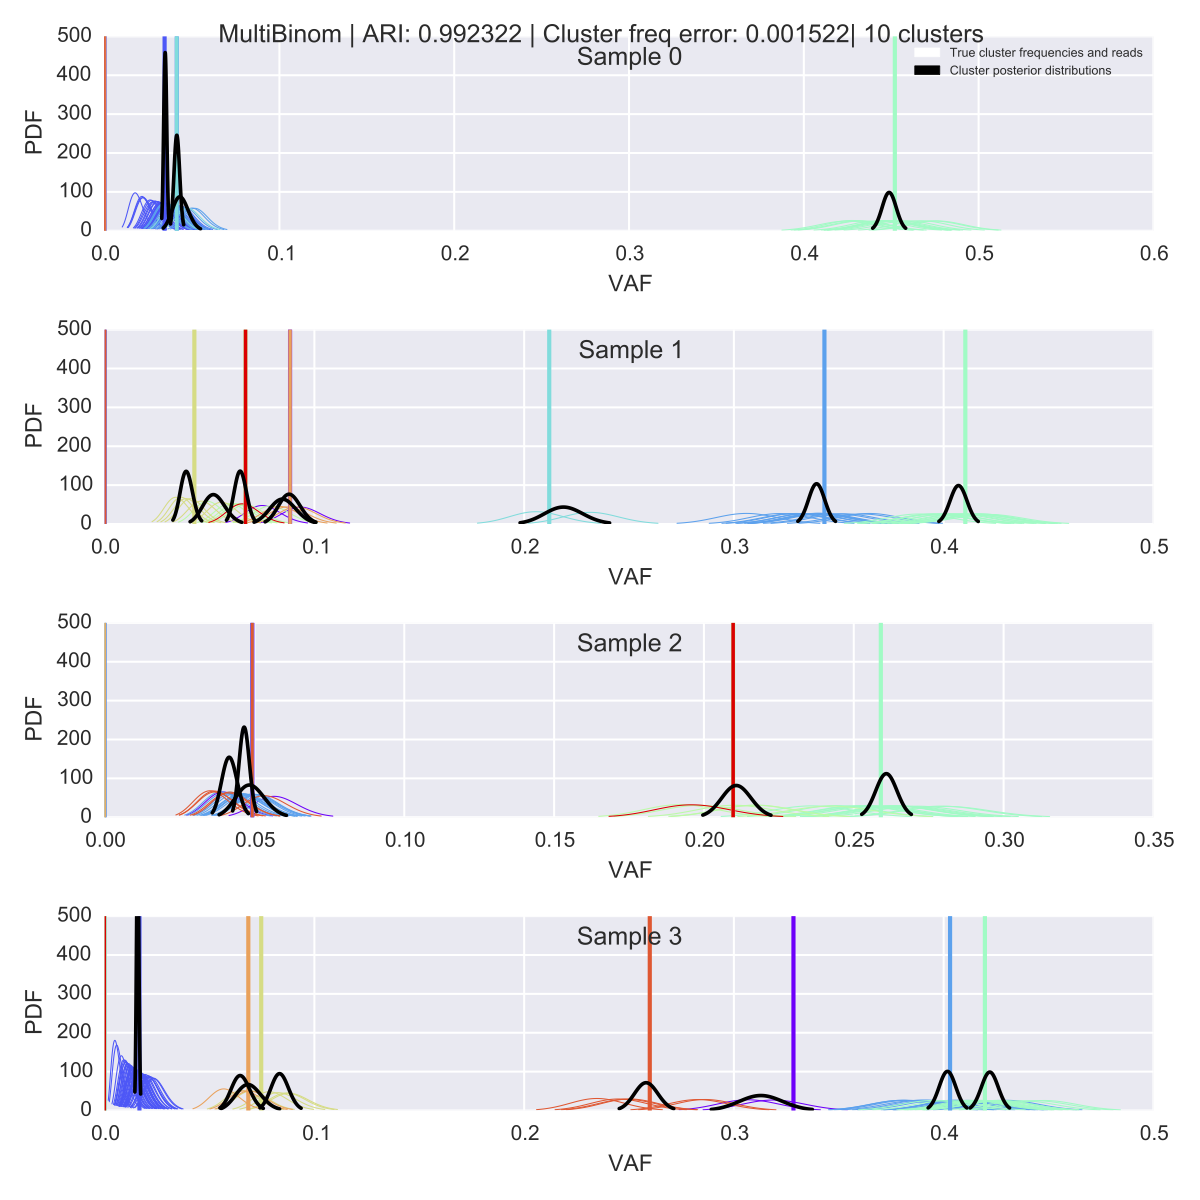 MultiBinom | ARI: 0.992322 | Cluster freq error: 0.001522| 10 clusters
Sample 0
True cluster frequencies and reads
Cluster posterior distributions
PDF
500
400
300
200
100
0
0.0 0.1 0.2 0.3 0.4 0.5 0.6
VAF
Sample 1
PDF
500
400
300
200
100
0
0.0 0.1 0.2 0.3 0.4 0.5
VAF
Sample 2
PDF
500
400
300
200
100
0
0.00 0.05 0.10 0.15 0.20 0.25 0.30 0.35
VAF
Sample 3
PDF
500
400
300
200
100
0
0.0 0.1 0.2 0.3 0.4 0.5
VAF